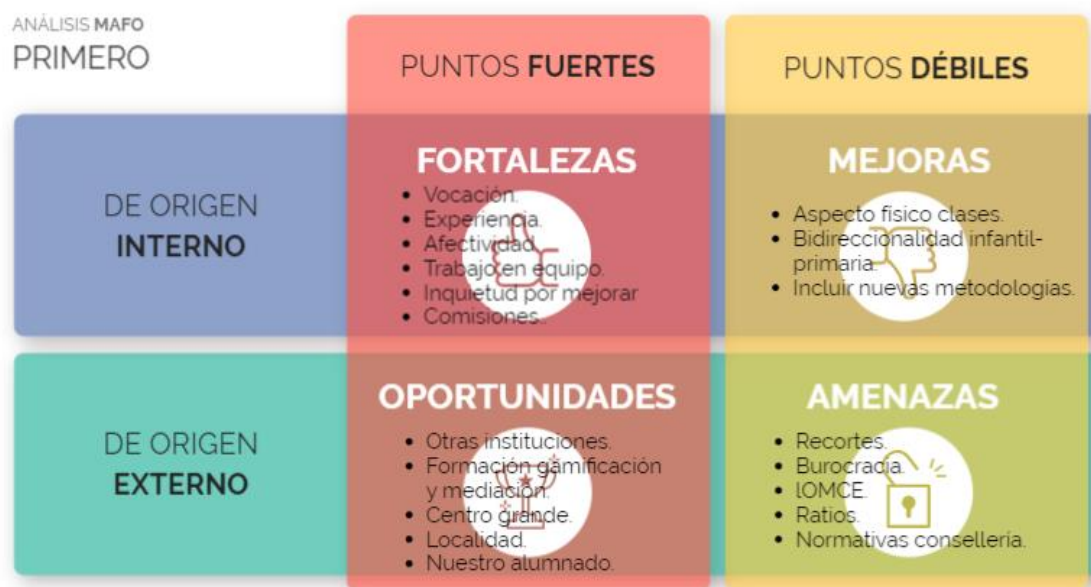 ANÁLISIS MAFO
PRIMERO
PUNTOS FUERTES
PUNTOS DÉBILES
DE ORIGEN
INTERNO
FORTALEZAS
• Vocación.
• Experiencia.
• Afectividad.
• Trabajo en equipo.
• Inquietud por mejorar
• Comisiones..
MEJORAS
• Aspecto físico clases.
• Bidireccionalidad infantil-
primaria.
• Incluir nuevas metodologías.
DE ORIGEN
EXTERNO
OPORTUNIDADES
• Otras instituciones.
• Formación gamificación
y mediación.
• Centro grande.
• Localidad.
• Nuestro alumnado.
AMENAZAS
• Recortes.
• Burocracia.
• lOMCE.
• Ratios.
• Normativas consellería.